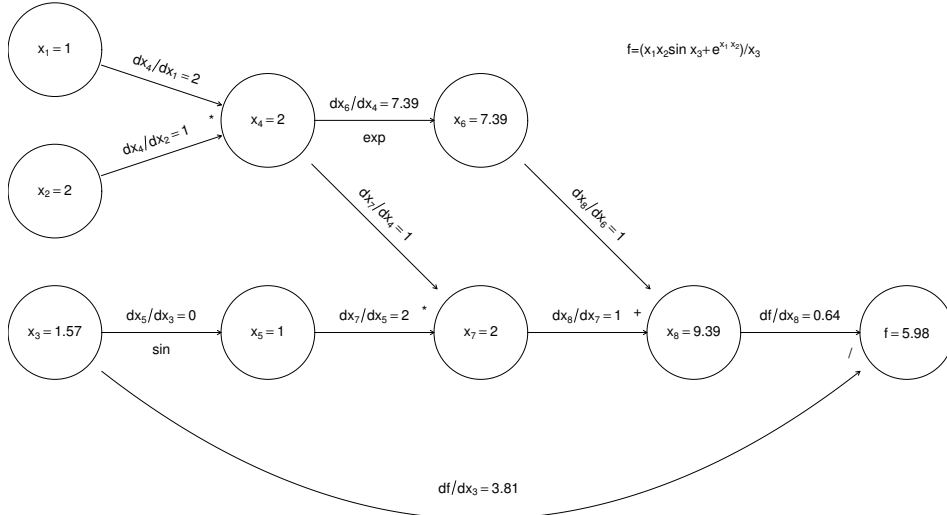 x₁ = 1
f=(x₁x₂sin x₃+e^{x₁ x₂})/x₃
dx₄/dx₁ = 2
dx₆/dx₄ = 7.39
*
x₄ = 2
x₆ = 7.39
exp
dx₄/dx₂ = 1
x₂ = 2
dx₇/dx₄ = 1
dx₈/dx₆ = 1
dx₅/dx₃ = 0
dx₇/dx₅ = 2
*
dx₈/dx₇ = 1
+
df/dx₈ = 0.64
x₃ = 1.57
x₅ = 1
x₇ = 2
x₈ = 9.39
f = 5.98
sin
/
df/dx₃ = 3.81